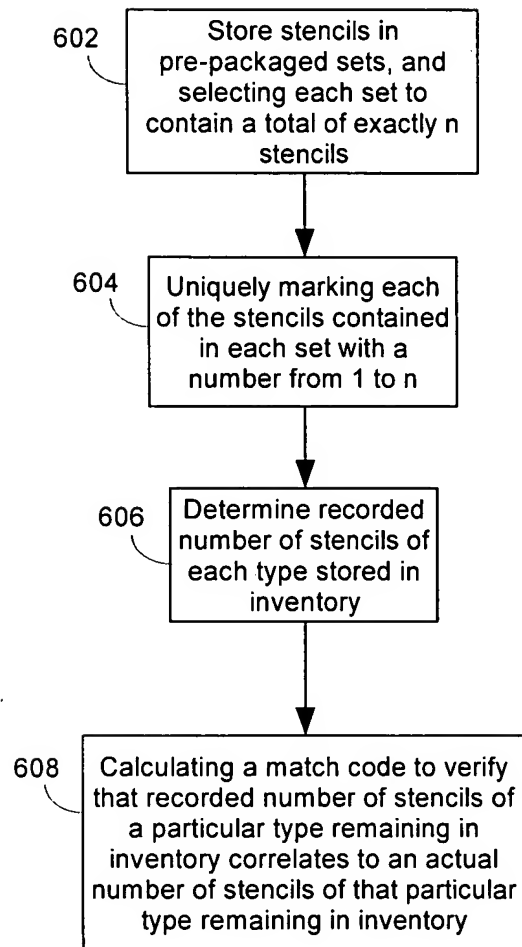 602
Store stencils in
pre-packaged sets, and
selecting each set to
contain a total of exactly n
stencils
604
Uniquely marking each
of the stencils contained
in each set with a
number from 1 to n
606
Determine recorded
number of stencils of
each type stored in
inventory
608
Calculating a match code to verify
that recorded number of stencils of
a particular type remaining in
inventory correlates to an actual
number of stencils of that particular
type remaining in inventory